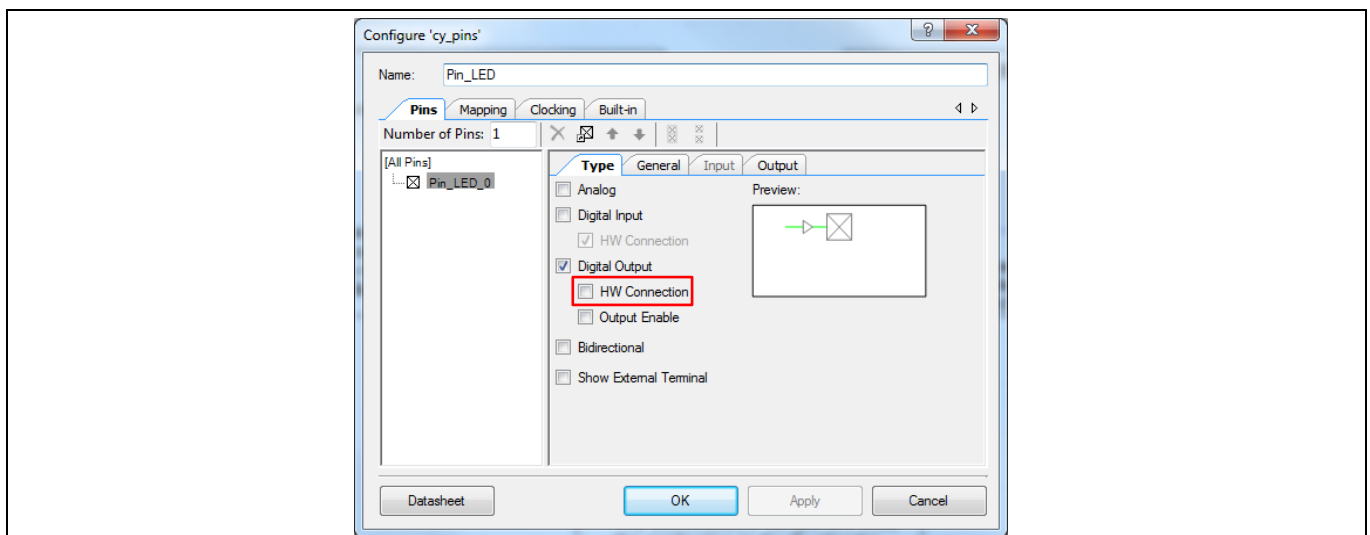 Configure 'cy_pins'
Name: Pin_LED
Pins Mapping Clocking Built-in
Number of Pins: 1
[All Pins]
Pin_LED_0
Type General Input Output
Analog
Preview:
Digital Input
HW Connection
Digital Output
HW Connection
Output Enable
Bidirectional
Show External Terminal
Datasheet OK Apply Cancel